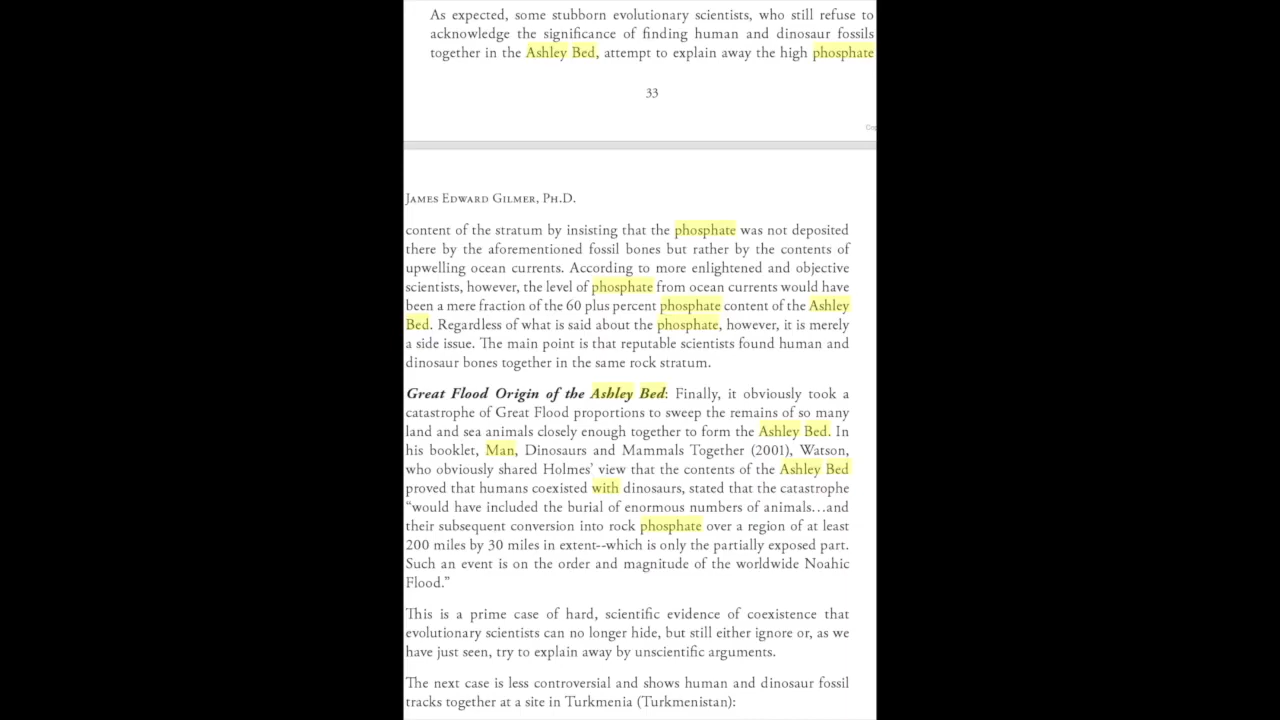 As expected, some stubborn evolutionary scientists, who still refuse to
acknowledge the significance of finding human and dinosaur fossils
together in the Ashley Bed, attempt to explain away the high phosphate
33
JAMES EDWARD GILMER, PH.D.
content of the stratum by insisting that the phosphate was not deposited
there by the aforementioned fossil bones but rather by the contents of
upwelling ocean currents. According to more enlightened and objective
scientists, however, the level of phosphate from ocean currents would have
been a mere fraction of the 60 plus percent phosphate content of the Ashley
Bed. Regardless of what is said about the phosphate, however, it is merely
a side issue. The main point is that reputable scientists found human and
dinosaur bones together in the same rock stratum.
Great Flood Origin of the Ashley Bed: Finally, it obviously took a
catastrophe of Great Flood proportions to sweep the remains of so many
land and sea animals closely enough together to form the Ashley Bed. In
his booklet, Man, Dinosaurs and Mammals Together (2001), Watson,
who obviously shared Holmes' view that the contents of the Ashley Bed
proved that humans coexisted with dinosaurs, stated that the catastrophe
“would have included the burial of enormous numbers of animals…and
their subsequent conversion into rock phosphate over a region of at least
200 miles by 30 miles in extent--which is only the partially exposed part.
Such an event is on the order and magnitude of the worldwide Noahic
Flood.”
This is a prime case of hard, scientific evidence of coexistence that
evolutionary scientists can no longer hide, but still either ignore or, as we
have just seen, try to explain away by unscientific arguments.
The next case is less controversial and shows human and dinosaur fossil
tracks together at a site in Turkmenia (Turkmenistan):